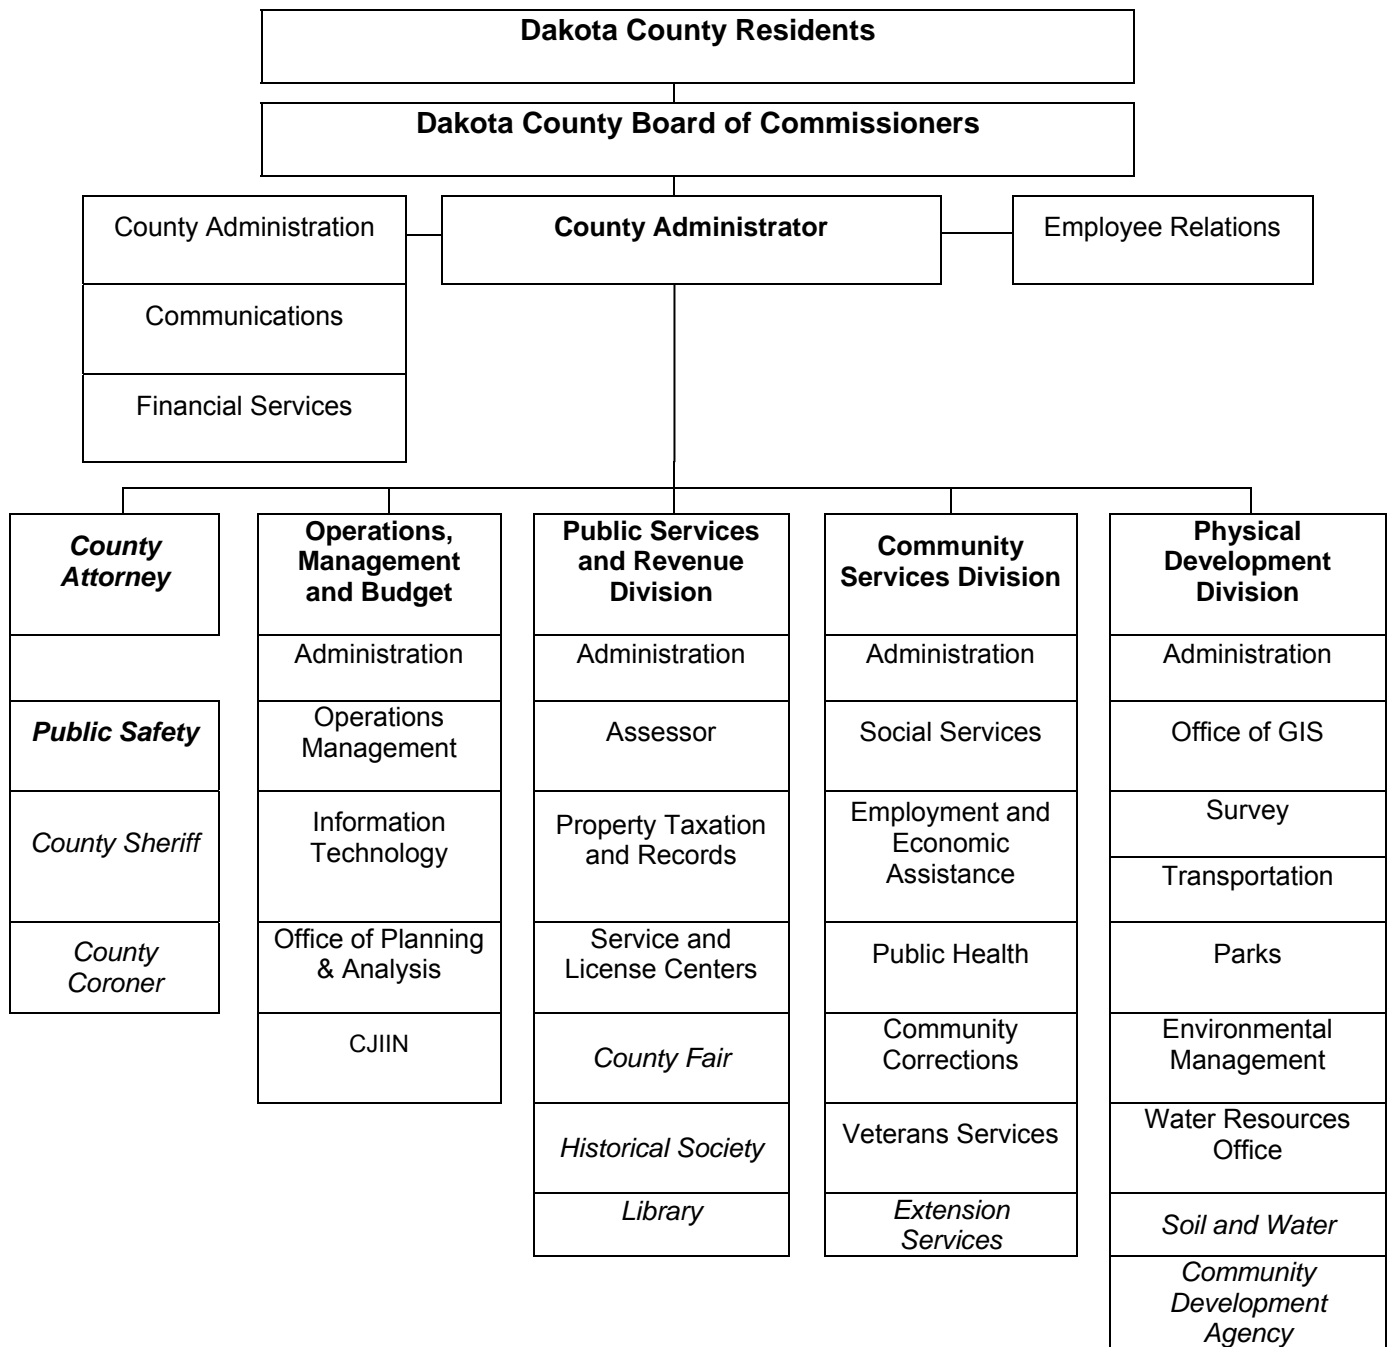 Dakota County Residents
Dakota County Board of Commissioners
County Administration
County Administrator
Employee Relations
Communications
Financial Services
County
Attorney
Public Safety
County Sheriff
County
Coroner
Operations,
Management
and Budget
Administration
Operations
Management
Information
Technology
Office of Planning
& Analysis
CJIIN
Public Services
and Revenue
Division
Administration
Assessor
Property Taxation
and Records
Service and
License Centers
County Fair
Historical Society
Library
Community
Services Division
Administration
Social Services
Employment and
Economic
Assistance
Public Health
Community
Corrections
Veterans Services
Extension
Services
Physical
Development
Division
Administration
Office of GIS
Survey
Transportation
Parks
Environmental
Management
Water Resources
Office
Soil and Water
Community
Development
Agency